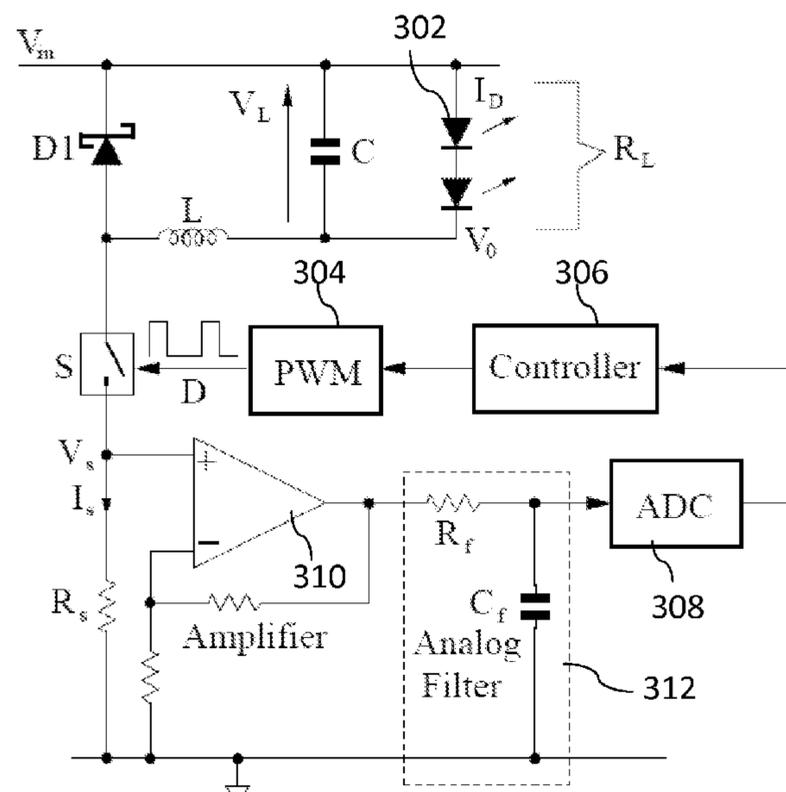 302
Vin
ID
VL
D1
C
RL
L
V0
304
306
S
PWM
Controller
D
Vs
+
Is
ADC
Rf
−
310
308
Rs
Cf
Amplifier
Analog
Filter
312